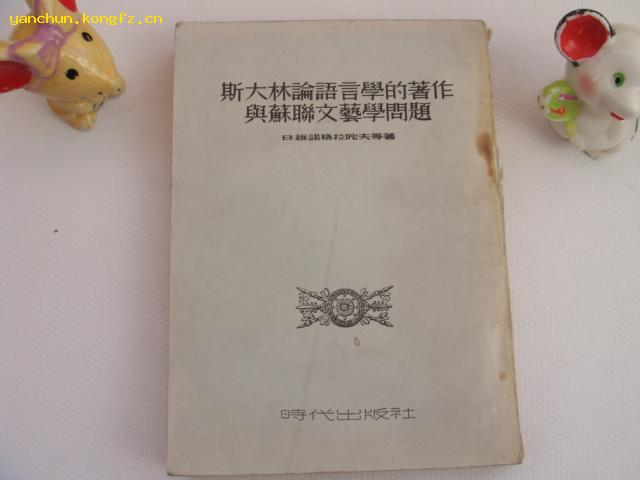 yanchun.kongfz.cn
斯大林論語言學的著作
與蘇聯文藝學問題
日·維諾格拉陀夫等著
時代出版社